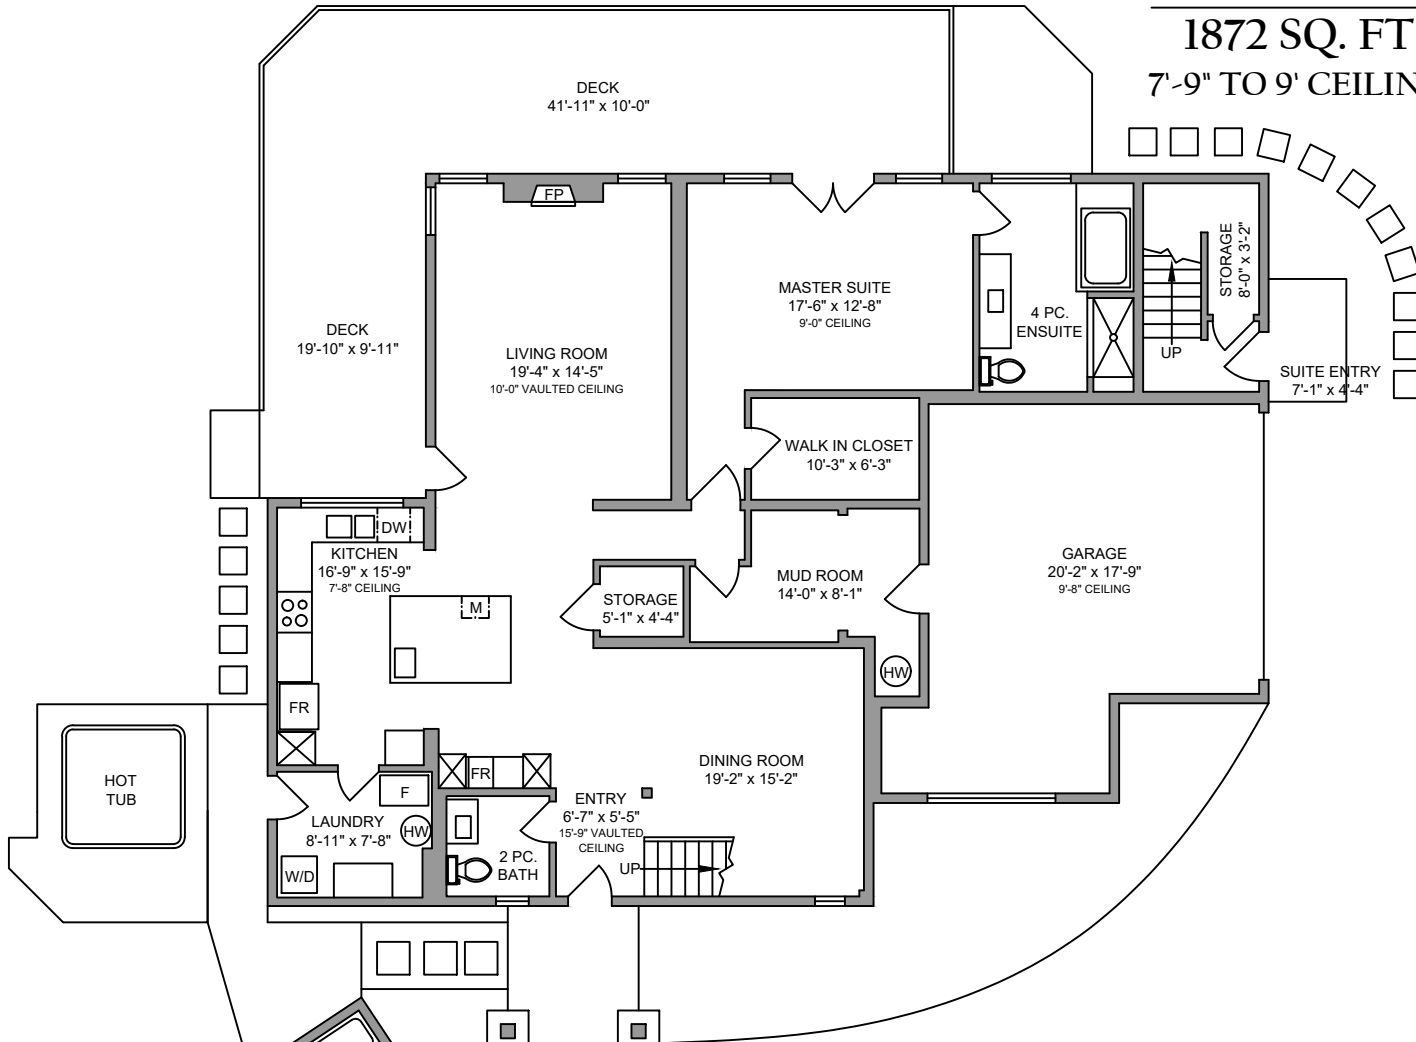 1872 SQ. FT
7'-9" TO 9' CEILIN
DECK
41'-11" x 10'-0"
FP
MASTER SUITE
17'-6" x 12'-8"
9'-0" CEILING
STORAGE
8'-0" x 3'-2"
4 PC.
ENSUITE
UP
SUITE ENTRY
7'-1" x 4'-4"
DECK
19'-10" x 9'-11"
LIVING ROOM
19'-4" x 14'-5"
10'-0" VAULTED CEILING
WALK IN CLOSET
10'-3" x 6'-3"
DW
KITCHEN
16'-9" x 15'-9"
7'-8" CEILING
M
STORAGE
5'-1" x 4'-4"
MUD ROOM
14'-0" x 8'-1"
GARAGE
20'-2" x 17'-9"
9'-8" CEILING
HW
FR
HOT
TUB
FR
DINING ROOM
19'-2" x 15'-2"
F
ENTRY
6'-7" x 5'-5"
15'-9" VAULTED
CEILING
LAUNDRY
8'-11" x 7'-8"
HW
W/D
2 PC.
BATH
UP